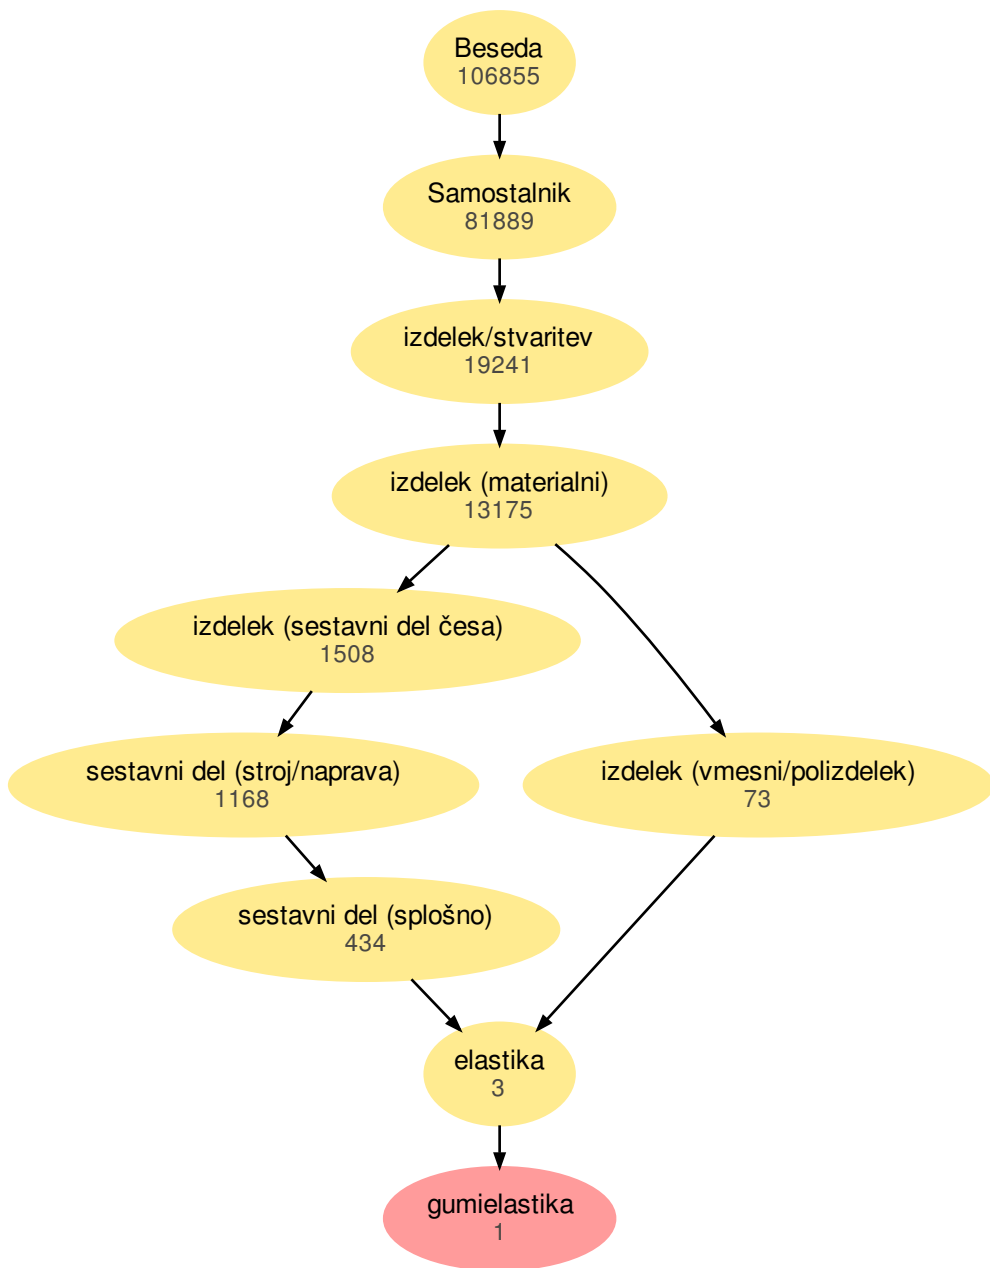 Beseda
106855
Samostalnik
81889
izdelek/stvaritev
19241
izdelek (materialni)
13175
izdelek (sestavni del česa)
1508
sestavni del (stroj/naprava)
1168
izdelek (vmesni/polizdelek)
73
sestavni del (splošno)
434
elastika
3
gumielastika
1